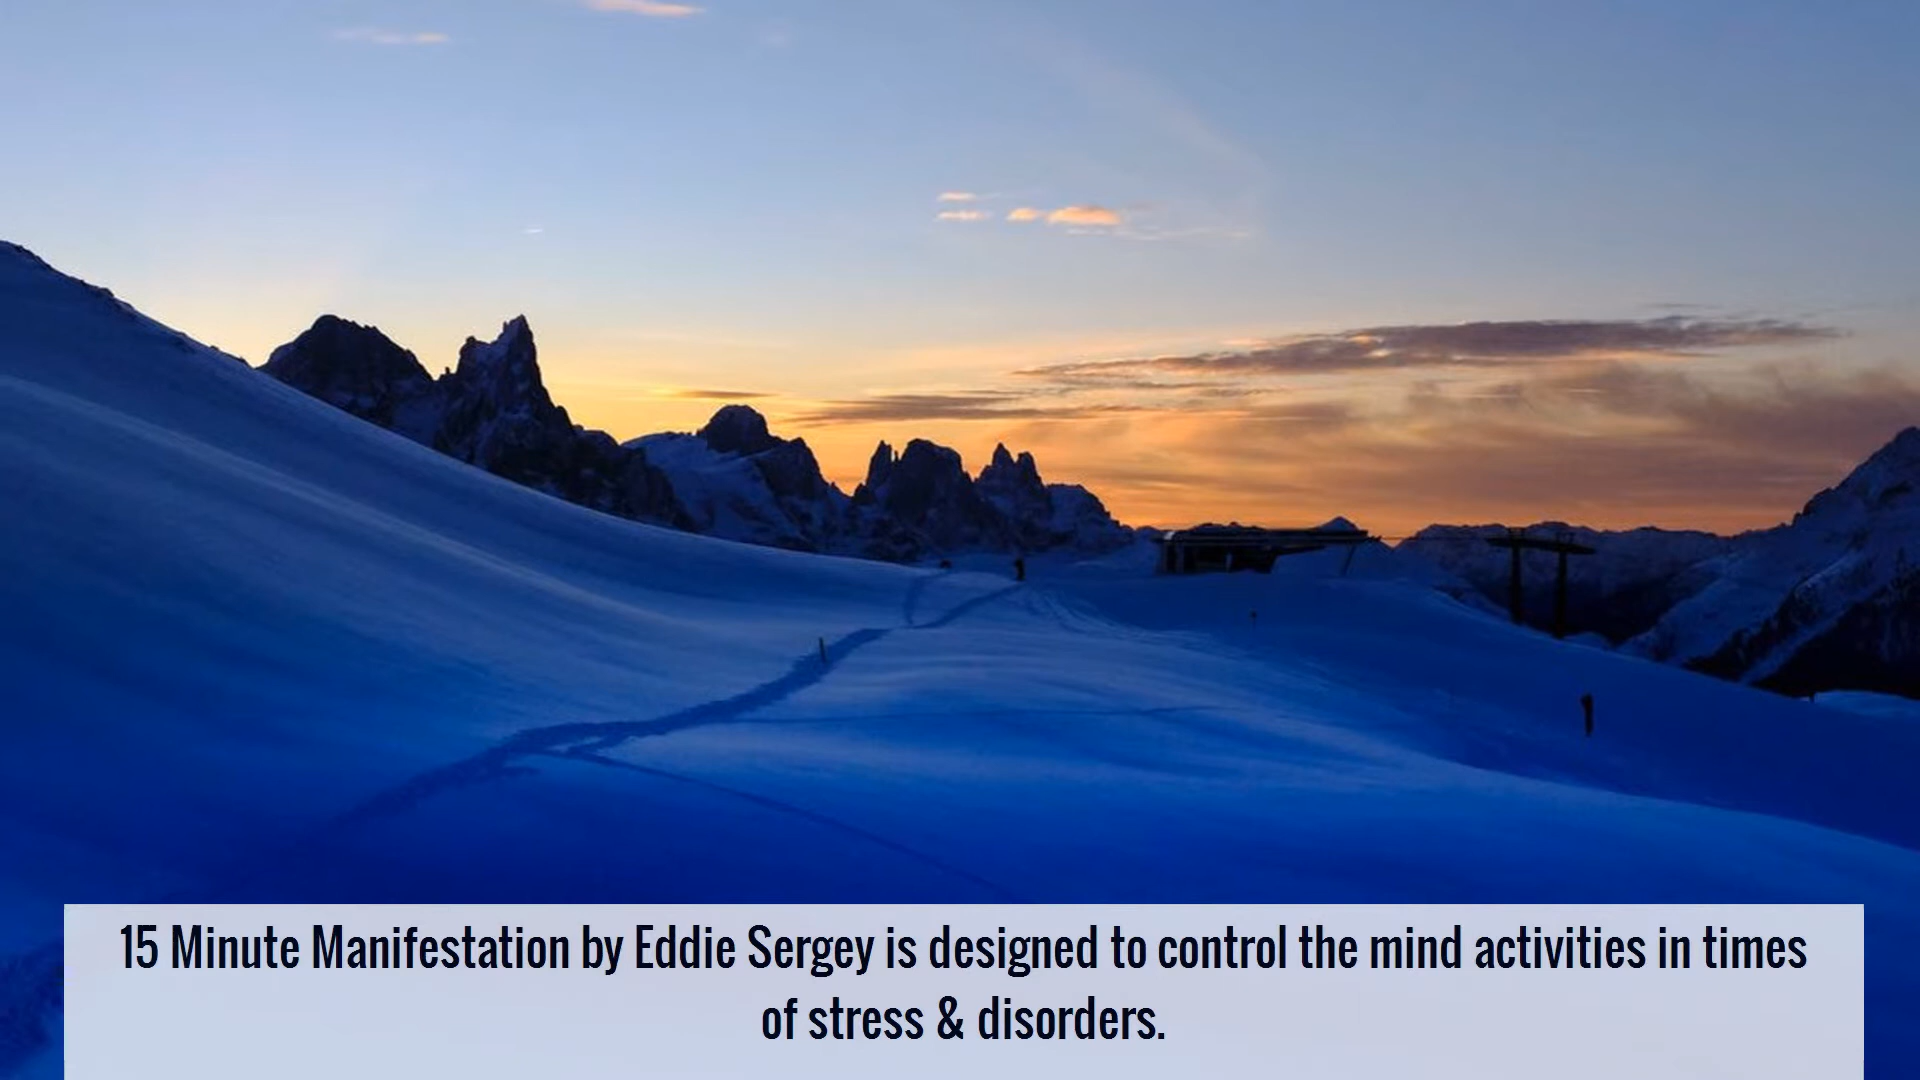 15 Minute Manifestation by Eddie Sergey is designed to control the mind activities in times
of stress & disorders.